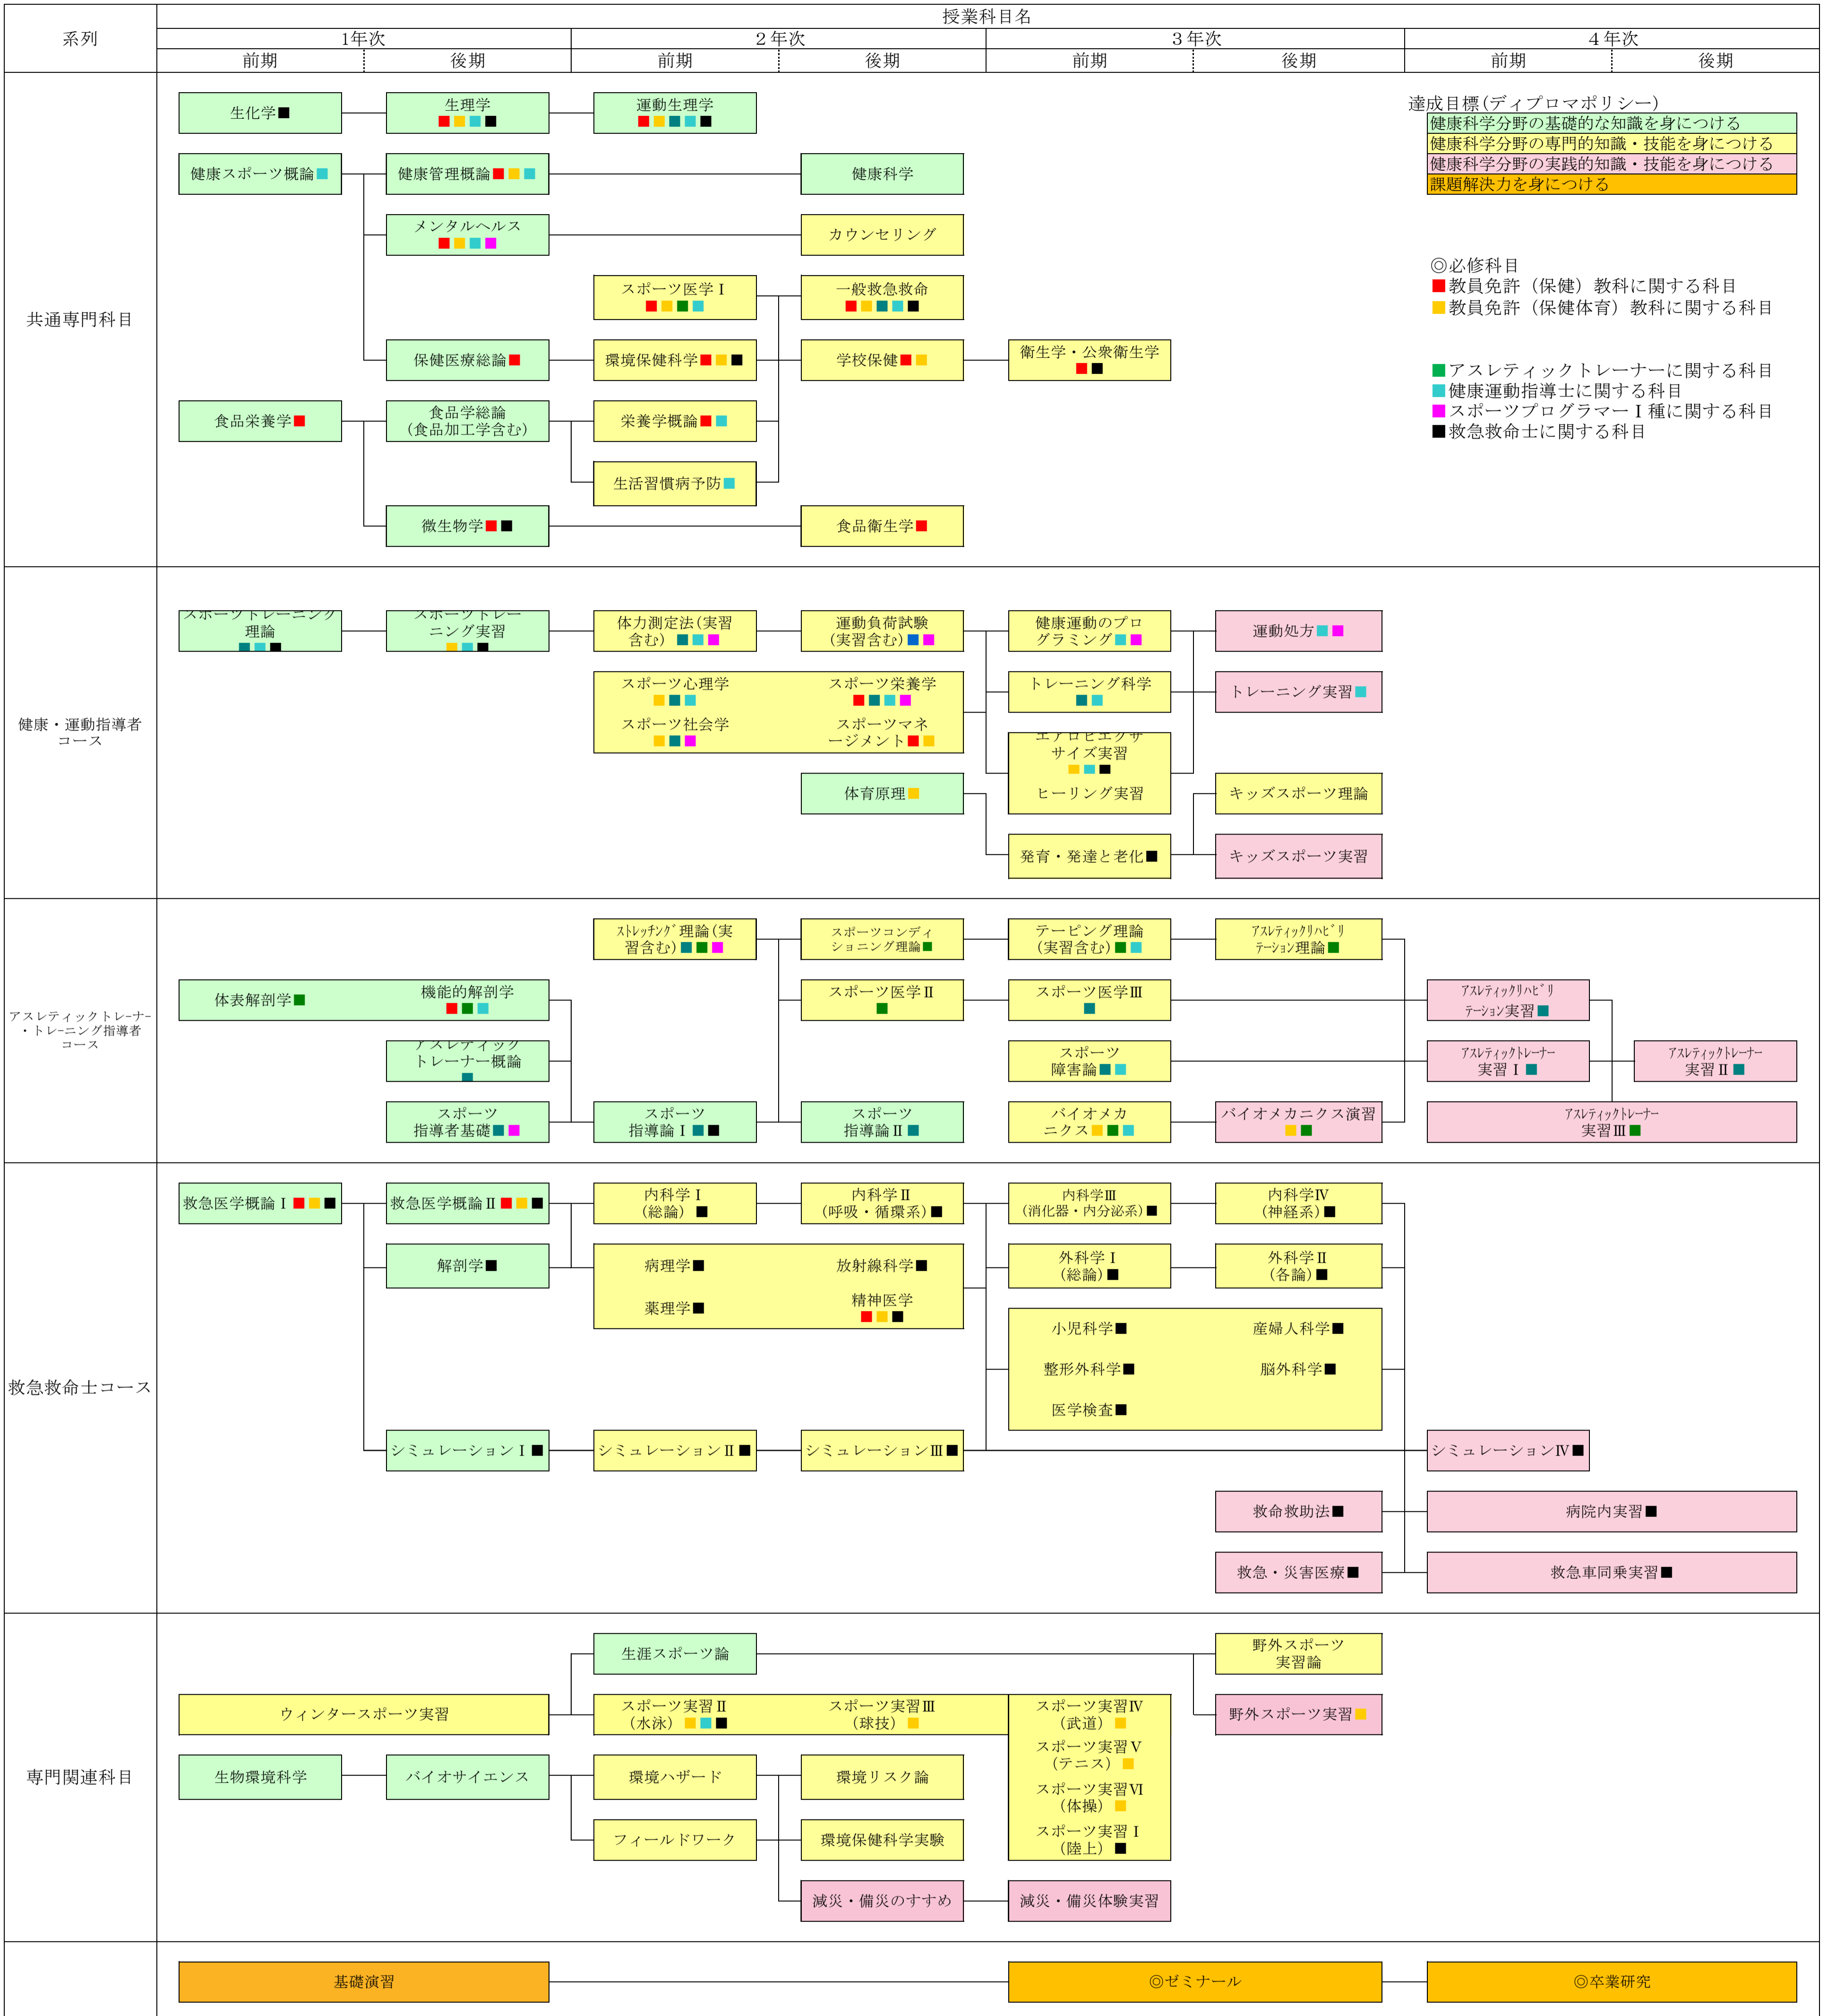 系列
授業科目名
1年次
２年次
３年次
４年次
前期
後期
前期
後期
前期
後期
前期
後期
共通専門科目
生化学■
生理学
■ ■ ■ ■
運動生理学
■ ■ ■ ■ ■
健康スポーツ概論■
健康管理概論■ ■ ■
健康科学
メンタルヘルス
■ ■ ■ ■
カウンセリング
スポーツ医学Ⅰ
■ ■ ■ ■
一般救急救命
■ ■ ■ ■ ■
保健医療総論■
環境保健科学■ ■ ■
学校保健■ ■
衛生学・公衆衛生学
■ ■
食品栄養学■
食品学総論
(食品加工学含む)
栄養学概論■ ■
生活習慣病予防■
微生物学■ ■
食品衛生学■
達成目標(ディプロマポリシー)
健康科学分野の基礎的な知識を身につける
健康科学分野の専門的知識・技能を身につける
健康科学分野の実践的知識・技能を身につける
課題解決力を身につける
◎必修科目
■教員免許（保健）教科に関する科目
■教員免許（保健体育）教科に関する科目
■アスレティックトレーナーに関する科目
■健康運動指導士に関する科目
■スポーツプログラマーⅠ種に関する科目
■救急救命士に関する科目
健康・運動指導者
コース
スポーツトレーニング
理論
■ ■ ■
スポーツトレー
ニング実習
■ ■ ■
体力測定法(実習
含む) ■ ■ ■
運動負荷試験
(実習含む)■ ■
健康運動のプロ
グラミング■ ■
運動処方■ ■
スポーツ心理学
■ ■ ■
スポーツ栄養学
■ ■ ■ ■
スポーツ社会学
■ ■ ■
スポーツマネ
ージメント■ ■
トレーニング科学
■ ■
トレーニング実習■
エアロビエクサ
サイズ実習
■ ■ ■
ヒーリング実習
体育原理■
キッズスポーツ理論
発育・発達と老化■
キッズスポーツ実習
アスレティックトレーナー
・トレーニング指導者
コース
ｽﾄﾚｯﾁﾝｸﾞ理論(実
習含む)■ ■ ■
スポーツコンディ
ショニング理論■
テーピング理論
(実習含む)■ ■
ｱｽﾚﾃｨｯｸﾘﾊﾋﾞﾘ
ﾃｰｼｮﾝ理論■
体表解剖学■
機能的解剖学
■ ■ ■
スポーツ医学Ⅱ
■
スポーツ医学Ⅲ
■
ｱｽﾚﾃｨｯｸﾘﾊﾋﾞﾘ
ﾃｰｼｮﾝ実習■
アスレティック
トレーナー概論
■
スポーツ
障害論■ ■
ｱｽﾚﾃｨｯｸﾄﾚｰﾅｰ
実習Ⅰ■
ｱｽﾚﾃｨｯｸﾄﾚｰﾅｰ
実習Ⅱ■
スポーツ
指導者基礎■ ■
スポーツ
指導論Ⅰ■ ■
スポーツ
指導論Ⅱ■
バイオメカ
ニクス■ ■ ■
バイオメカニクス演習
■ ■
ｱｽﾚﾃｨｯｸﾄﾚｰﾅｰ
実習Ⅲ■
救急救命士コース
救急医学概論Ⅰ■ ■ ■
救急医学概論Ⅱ■ ■ ■
内科学Ⅰ
(総論) ■
内科学Ⅱ
(呼吸・循環系)■
内科学Ⅲ
(消化器・内分泌系)■
内科学Ⅳ
(神経系)■
解剖学■
病理学■
放射線科学■
薬理学■
精神医学
■ ■ ■
外科学Ⅰ
(総論)■
外科学Ⅱ
(各論)■
小児科学■
産婦人科学■
整形外科学■
脳外科学■
医学検査■
シミュレーションⅠ■
シミュレーションⅡ■
シミュレーションⅢ■
シミュレーションⅣ■
救命救助法■
病院内実習■
救急・災害医療■
救急車同乗実習■
専門関連科目
生涯スポーツ論
野外スポーツ
実習論
ウィンタースポーツ実習
スポーツ実習Ⅱ
(水泳) ■ ■ ■
スポーツ実習Ⅲ
(球技) ■
スポーツ実習Ⅳ
(武道) ■
スポーツ実習Ⅴ
(テニス) ■
スポーツ実習Ⅵ
(体操) ■
スポーツ実習Ⅰ
(陸上) ■
野外スポーツ実習■
生物環境科学
バイオサイエンス
環境ハザード
環境リスク論
フィールドワーク
環境保健科学実験
減災・備災のすすめ
減災・備災体験実習
基礎演習
◎ゼミナール
◎卒業研究